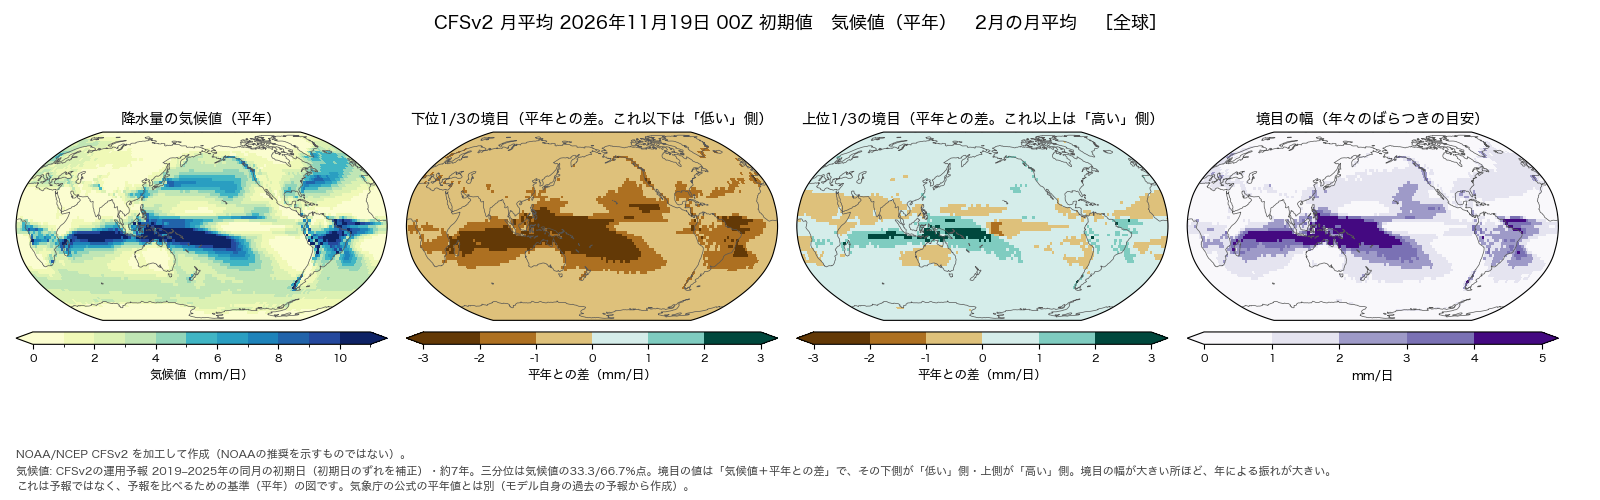 CFSv2 月平均 2026年11月19日 00Z 初期値　気候値（平年）　2月の月平均　［全球］
降水量の気候値（平年）
下位1/3の境目（平年との差。これ以下は「低い」側）
上位1/3の境目（平年との差。これ以上は「高い」側）
境目の幅（年々のばらつきの目安）
0 2 4 6 8 10
気候値（mm/日）
-3 -2 -1 0 1 2 3
平年との差（mm/日）
-3 -2 -1 0 1 2 3
平年との差（mm/日）
0 1 2 3 4 5
mm/日
NOAA/NCEP CFSv2 を加工して作成（NOAAの推奨を示すものではない）。
気候値: CFSv2の運用予報 2019–2025年の同月の初期日（初期日のずれを補正）・約7年。三分位は気候値の33.3/66.7%点。境目の値は「気候値＋平年との差」で、その下側が「低い」側・上側が「高い」側。境目の幅が大きい所ほど、年による振れが大きい。
これは予報ではなく、予報を比べるための基準（平年）の図です。気象庁の公式の平年値とは別（モデル自身の過去の予報から作成）。